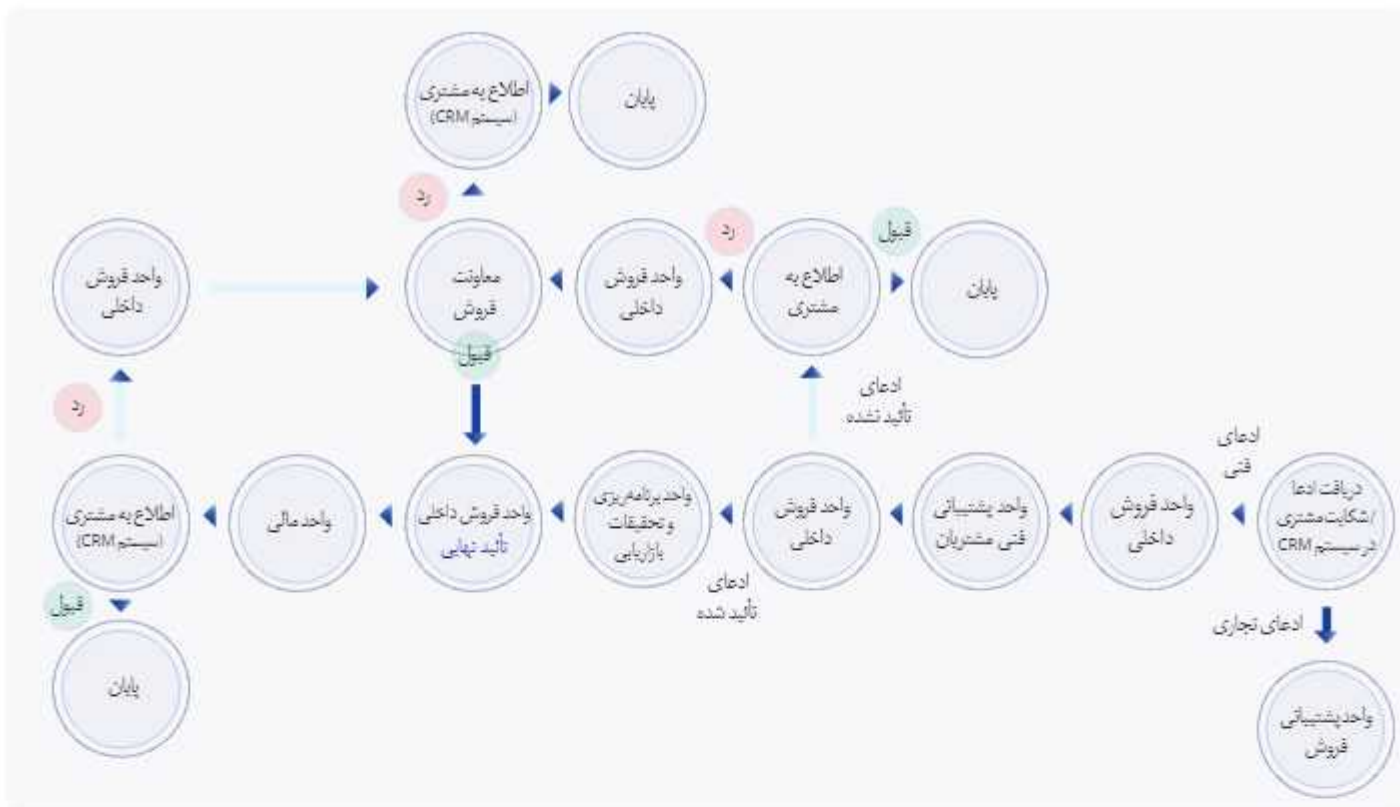 اطلاع به مشتری
(سیستم CRM)
پایان
رد
واحد فروش
داخلی
معاونت
فروش
قبول
واحد فروش
داخلی
رد
اطلاع به
مشتری
قبول
پایان
رد
ادعای
تأئید نشده
ادعای
فنی
دریافت ادعا
/شکایت مشتری
در سیستم CRM
واحد فروش
داخلی
واحد پشتیبانی
فنی مشتریان
واحد فروش
داخلی
ادعای
تأئید شده
واحد برنامه‌ریزی
و تحقیقات
بازاریابی
واحد فروش داخلی
تأئید نهایی
واحد مالی
اطلاع به مشتری
(سیستم CRM)
قبول
پایان
ادعای تجاری
واحد پشتیبانی
فروش